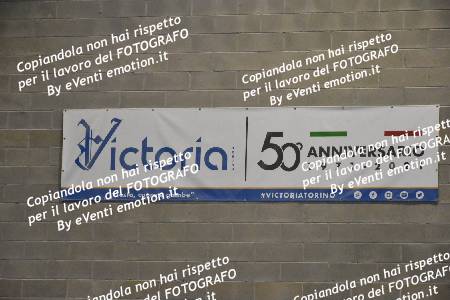 Copiandola non hai rispetto
per il lavoro del FOTOGRAFO
By eVenti emotion.it
Copiandola non hai rispetto
per il lavoro del FOTOGRAFO
By eVenti emotion.it
Victoria
50°
ANNIVERSARIO
#VICTORIATORINO
Copiandola non hai rispetto
per il lavoro del FOTOGRAFO
By eVenti emotion.it
Copiandola non hai rispetto
per il lavoro del FOTOGRAFO
By eVenti emotion.it
Copiandola non hai rispetto
per il lavoro del FOTOGRAFO
Copiandola non hai rispetto
per il lavoro del FOTOGRAFO